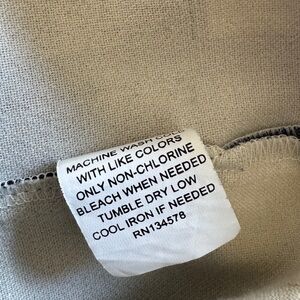 MACHINE WASH COLD
WITH LIKE COLORS
ONLY NON-CHLORINE
BLEACH WHEN NEEDED
TUMBLE DRY LOW
COOL IRON IF NEEDED
RN134578